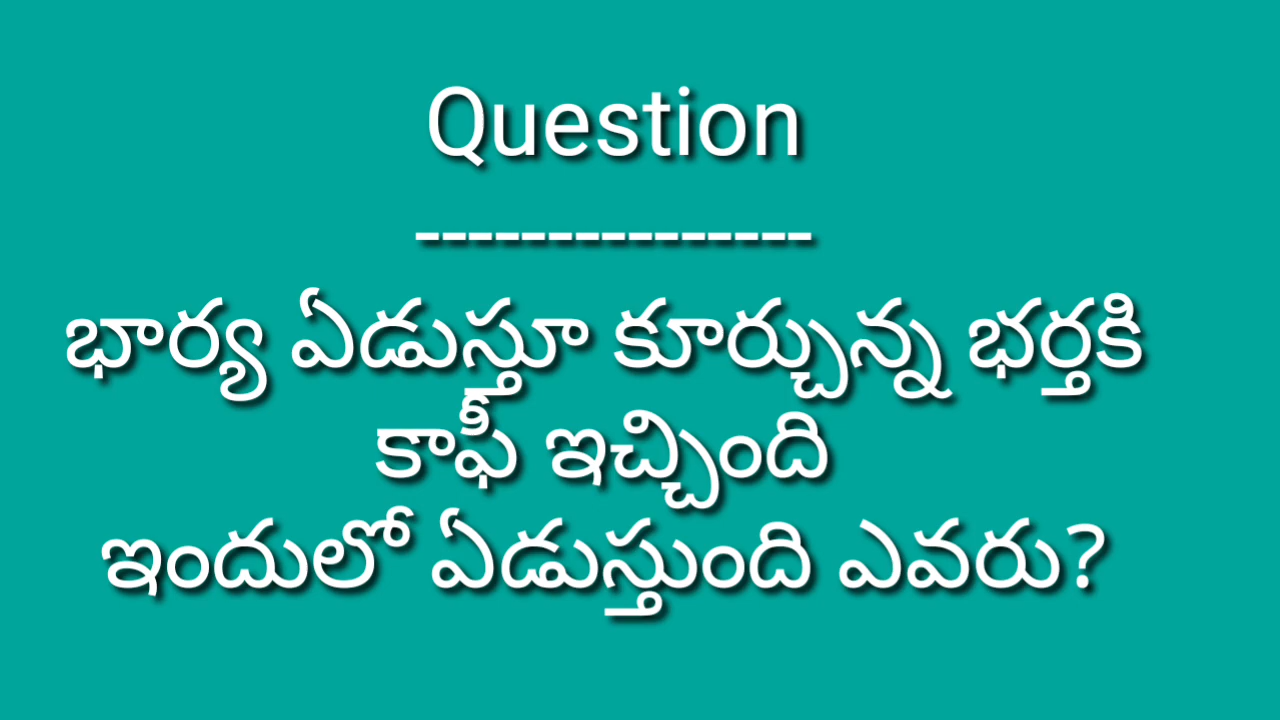 Question
---------------
భార్య ఏడుస్తూ కూర్చున్న భర్తకి
కాఫీ ఇచ్చింది
ఇందులో ఏడుస్తుంది ఎవరు?